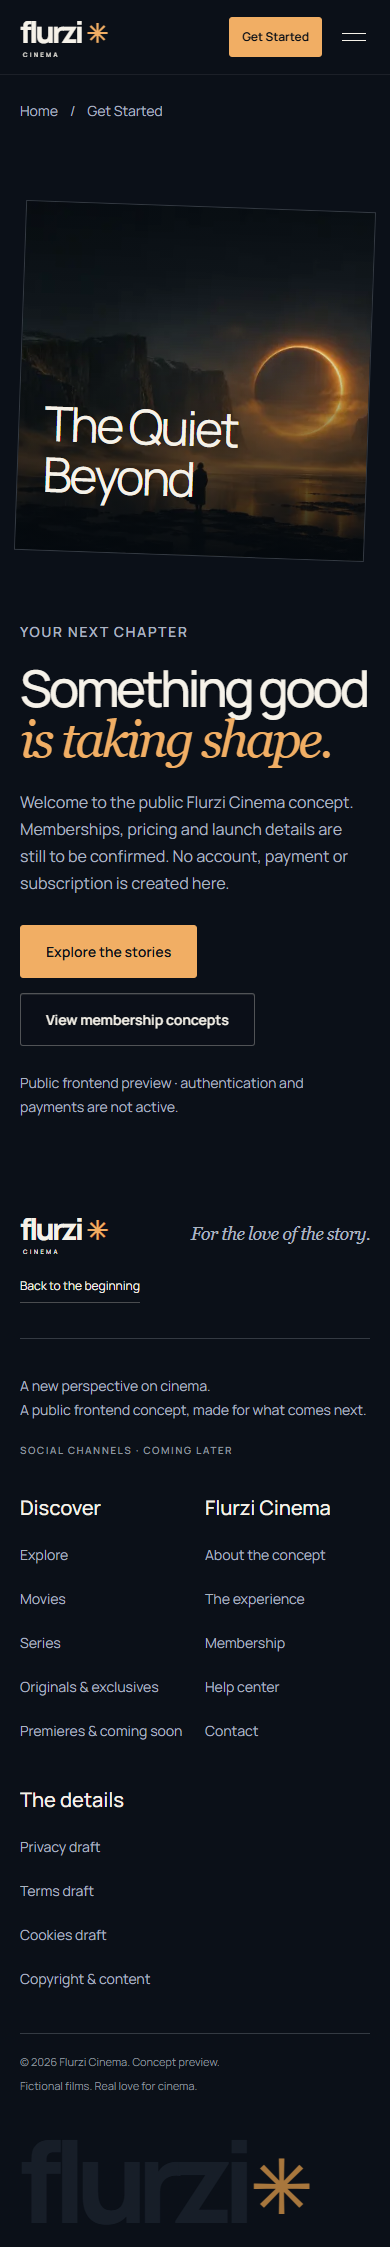 flurzi
CINEMA
Get Started
Home / Get Started
The Quiet
Beyond
YOUR NEXT CHAPTER
Something good
is taking shape.
Welcome to the public Flurzi Cinema concept.
Memberships, pricing and launch details are
still to be confirmed. No account, payment or
subscription is created here.
Explore the stories
View membership concepts
Public frontend preview · authentication and
payments are not active.
flurzi
CINEMA
For the love of the story.
Back to the beginning
A new perspective on cinema.
A public frontend concept, made for what comes next.
SOCIAL CHANNELS · COMING LATER
Discover
Explore
Movies
Series
Originals & exclusives
Premieres & coming soon
Flurzi Cinema
About the concept
The experience
Membership
Help center
Contact
The details
Privacy draft
Terms draft
Cookies draft
Copyright & content
© 2026 Flurzi Cinema. Concept preview.
Fictional films. Real love for cinema.
flurzi